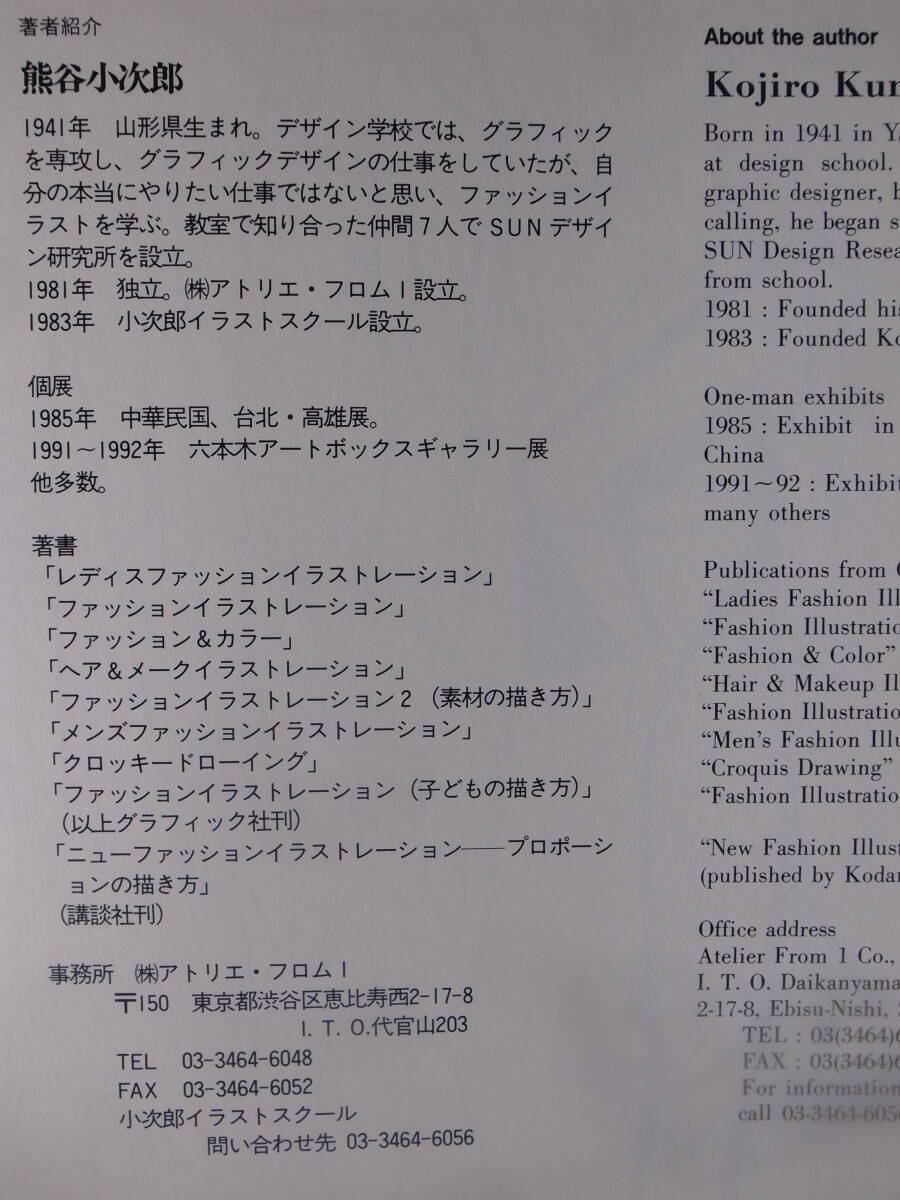 著者紹介
熊谷小次郎
1941年　山形県生まれ。デザイン学校では、グラフィック
を専攻し、グラフィックデザインの仕事をしていたが、自
分の本当にやりたい仕事ではないと思い、ファッションイ
ラストを学ぶ。教室で知り合った仲間7人でSUNデザイ
ン研究所を設立。
1981年　独立。㈱アトリエ・フロム1設立。
1983年　小次郎イラストスクール設立。
個展
1985年　中華民国、台北・高雄展。
1991～1992年　六本木アートボックスギャラリー展
他多数。
著書
「レディスファッションイラストレーション」
「ファッションイラストレーション」
「ファッション＆カラー」
「ヘア＆メークイラストレーション」
「ファッションイラストレーション2（素材の描き方）」
「メンズファッションイラストレーション」
「クロッキードローイング」
「ファッションイラストレーション（子どもの描き方）」
（以上グラフィック社刊）
「ニューファッションイラストレーション――プロポーシ
ョンの描き方」
（講談社刊）
事務所　㈱アトリエ・フロム1
〒150　東京都渋谷区恵比寿西2-17-8
I. T. O.代官山203
TEL　03-3464-6048
FAX　03-3464-6052
小次郎イラストスクール
問い合わせ先 03-3464-6056
About the author
Kojiro
Born in 1941 in
at design school.
graphic designer,
calling, he began
SUN Design
from school.
1981 : Founded
1983 : Founded
One-man exhibits
1985 : Exhibit in
China
1991～92 :
many others
Publications from
“Ladies Fashion
“Fashion
“Fashion & Color”
“Hair & Makeup
“Fashion
“Men's Fashion
“Croquis Drawing”
“Fashion
“New Fashion
(published by
Office address
Atelier From 1 Co.,
I. T. O. Daikanyama
2-17-8, Ebisu-Nishi,
TEL : 03(3464)
FAX : 03(3464)
For information
call